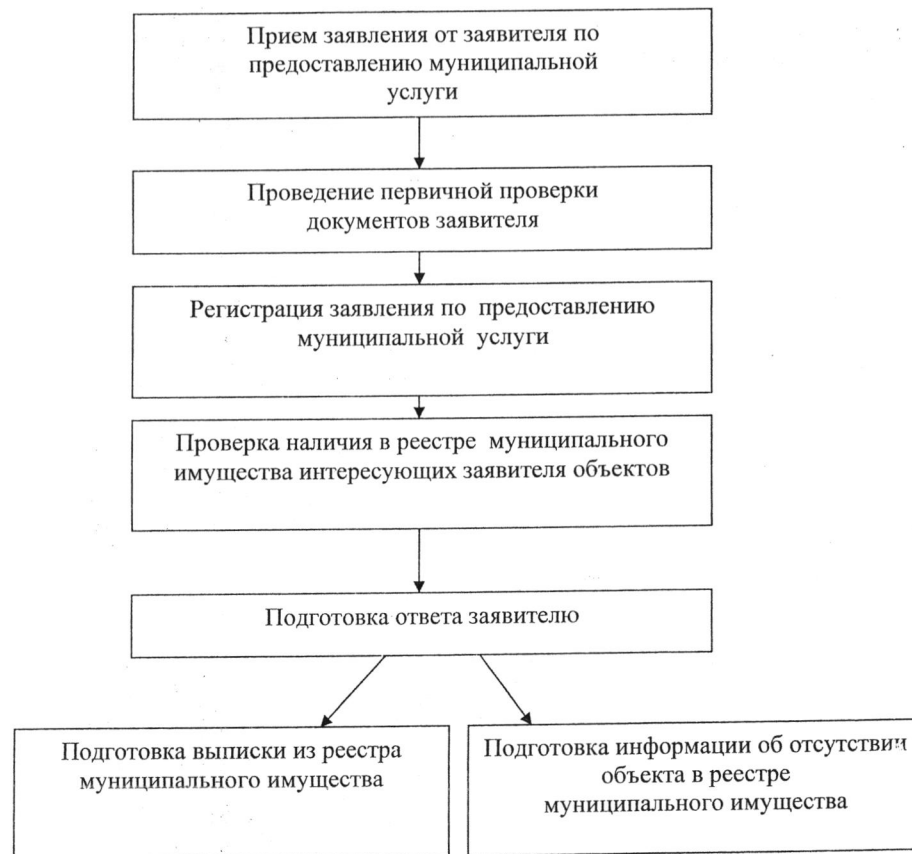 Прием заявления от заявителя по
предоставлению муниципальной
услуги
Проведение первичной проверки
документов заявителя
Регистрация заявления по предоставлению
муниципальной услуги
Проверка наличия в реестре муниципального
имущества интересующих заявителя объектов
Подготовка ответа заявителю
Подготовка выписки из реестра
муниципального имущества
Подготовка информации об отсутствии
объекта в реестре
муниципального имущества